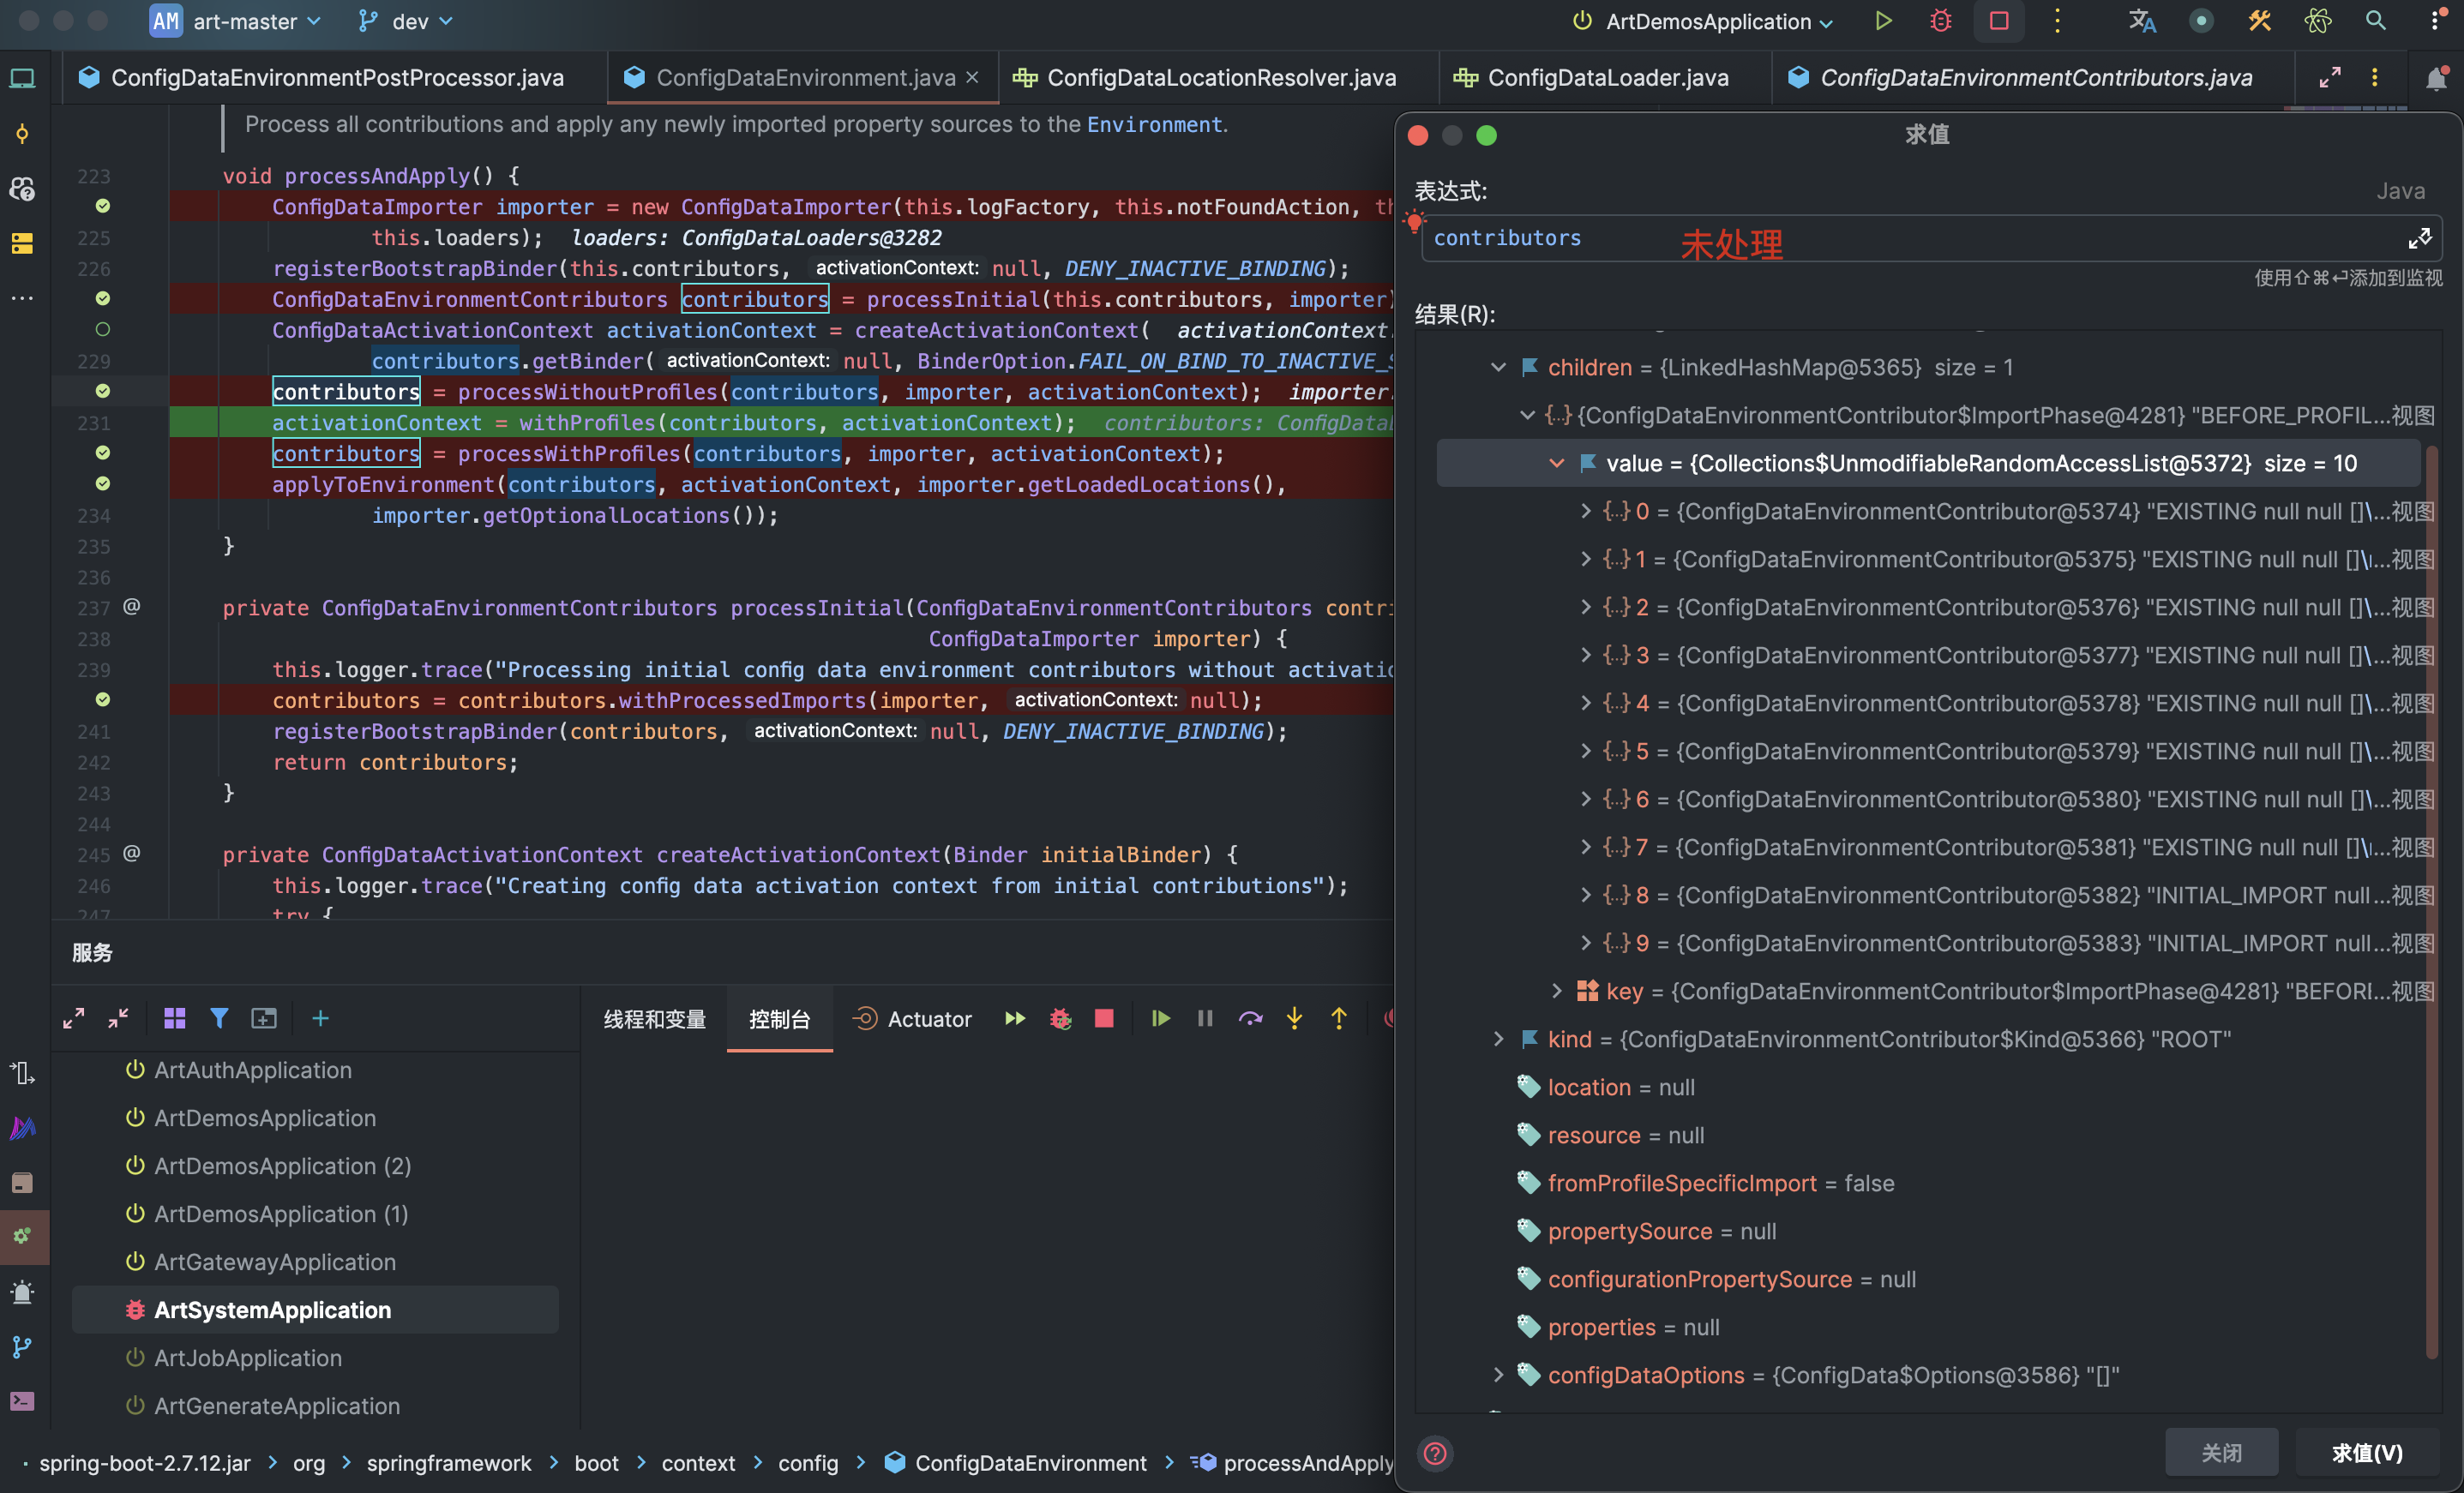 AM art-master dev ArtDemosApplication
ConfigDataEnvironmentPostProcessor.java ConfigDataEnvironment.java ConfigDataLocationResolver.java ConfigDataLoader.java ConfigDataEnvironmentContributors.java
Process all contributions and apply any newly imported property sources to the Environment.
223 void processAndApply() {
ConfigDataImporter importer = new ConfigDataImporter(this.logFactory, this.notFoundAction, th
225 this.loaders); loaders: ConfigDataLoaders@3282
226 registerBootstrapBinder(this.contributors, activationContext: null, DENY_INACTIVE_BINDING);
ConfigDataEnvironmentContributors contributors = processInitial(this.contributors, importer)
ConfigDataActivationContext activationContext = createActivationContext( activationContext:
229 contributors.getBinder( activationContext: null, BinderOption.FAIL_ON_BIND_TO_INACTIVE_S
contributors = processWithoutProfiles(contributors, importer, activationContext); importer:
231 activationContext = withProfiles(contributors, activationContext); contributors: ConfigDataE
contributors = processWithProfiles(contributors, importer, activationContext);
applyToEnvironment(contributors, activationContext, importer.getLoadedLocations(),
234 importer.getOptionalLocations());
235 }
236
237 @ private ConfigDataEnvironmentContributors processInitial(ConfigDataEnvironmentContributors contri
238 ConfigDataImporter importer) {
239 this.logger.trace("Processing initial config data environment contributors without activatio
contributors = contributors.withProcessedImports(importer, activationContext: null);
241 registerBootstrapBinder(contributors, activationContext: null, DENY_INACTIVE_BINDING);
242 return contributors;
243 }
244
245 @ private ConfigDataActivationContext createActivationContext(Binder initialBinder) {
246 this.logger.trace("Creating config data activation context from initial contributions");
247 try {
服务
线程和变量 控制台 Actuator
ArtAuthApplication
ArtDemosApplication
ArtDemosApplication (2)
ArtDemosApplication (1)
ArtGatewayApplication
ArtSystemApplication
ArtJobApplication
ArtGenerateApplication
spring-boot-2.7.12.jar > org > springframework > boot > context > config > ConfigDataEnvironment > processAndApply
求值
表达式: Java
contributors 未处理
使用⇧⌘↩添加到监视
结果(R):
children = {LinkedHashMap@5365} size = 1
{ConfigDataEnvironmentContributor$ImportPhase@4281} "BEFORE_PROFIL...视图
value = {Collections$UnmodifiableRandomAccessList@5372} size = 10
0 = {ConfigDataEnvironmentContributor@5374} "EXISTING null null []\...视图
1 = {ConfigDataEnvironmentContributor@5375} "EXISTING null null []\...视图
2 = {ConfigDataEnvironmentContributor@5376} "EXISTING null null []\...视图
3 = {ConfigDataEnvironmentContributor@5377} "EXISTING null null []\...视图
4 = {ConfigDataEnvironmentContributor@5378} "EXISTING null null []\...视图
5 = {ConfigDataEnvironmentContributor@5379} "EXISTING null null []\...视图
6 = {ConfigDataEnvironmentContributor@5380} "EXISTING null null []\...视图
7 = {ConfigDataEnvironmentContributor@5381} "EXISTING null null []\...视图
8 = {ConfigDataEnvironmentContributor@5382} "INITIAL_IMPORT null...视图
9 = {ConfigDataEnvironmentContributor@5383} "INITIAL_IMPORT null...视图
key = {ConfigDataEnvironmentContributor$ImportPhase@4281} "BEFORE...视图
kind = {ConfigDataEnvironmentContributor$Kind@5366} "ROOT"
location = null
resource = null
fromProfileSpecificImport = false
propertySource = null
configurationPropertySource = null
properties = null
configDataOptions = {ConfigData$Options@3586} "[]"
关闭 求值(V)